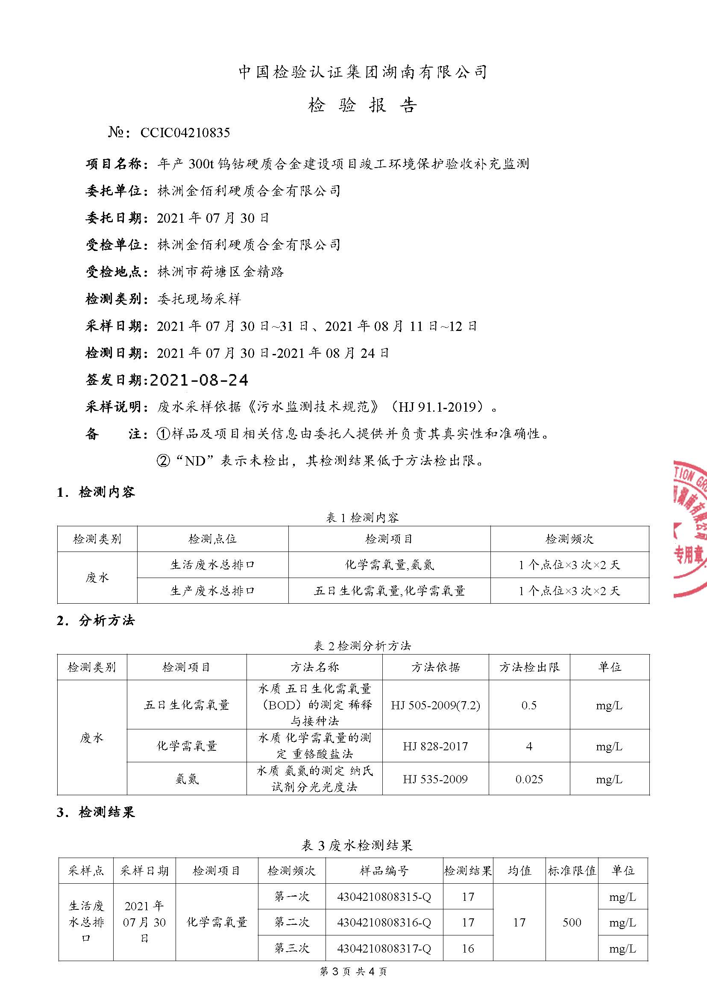 中国检验认证集团湖南有限公司
检 验 报 告
№： CCIC04210835
项目名称：年产 300t 钨钴硬质合金建设项目竣工环境保护验收补充监测
委托单位：株洲金佰利硬质合金有限公司
委托日期：2021 年 07 月 30 日
受检单位：株洲金佰利硬质合金有限公司
受检地点：株洲市荷塘区金精路
检测类别：委托现场采样
采样日期：2021 年 07 月 30 日~31 日、2021 年 08 月 11 日~12 日
检测日期：2021 年 07 月 30 日-2021 年 08 月 24 日
签发日期：2021-08-24
采样说明：废水采样依据《污水监测技术规范》（HJ 91.1-2019）。
备 注：①样品及项目相关信息由委托人提供并负责其真实性和准确性。
②“ND”表示未检出，其检测结果低于方法检出限。
1. 检测内容
表 1 检测内容
检测类别 检测点位 检测项目 检测频次
废水
生活废水总排口 化学需氧量,氨氮 1 个点位×3 次×2 天
生产废水总排口 五日生化需氧量,化学需氧量 1 个点位×3 次×2 天
2. 分析方法
表 2 检测分析方法
检测类别 检测项目 方法名称 方法依据 方法检出限 单位
废水
五日生化需氧量
水质 五日生化需氧量
（BOD）的测定 稀释
与接种法
HJ 505-2009(7.2) 0.5 mg/L
化学需氧量
水质 化学需氧量的测
定 重铬酸盐法
HJ 828-2017 4 mg/L
氨氮
水质 氨氮的测定 纳氏
试剂分光光度法
HJ 535-2009 0.025 mg/L
3. 检测结果
表 3 废水检测结果
采样点 采样日期 检测项目 检测频次 样品编号 检测结果 均值 标准限值 单位
生活废
水总排
口
2021 年
07 月 30
日
化学需氧量
第一次 4304210808315-Q 17 mg/L
第二次 4304210808316-Q 17 17 500 mg/L
第三次 4304210808317-Q 16 mg/L
第 3 页 共 4 页
TION GRO
湖南有限公司
专用章